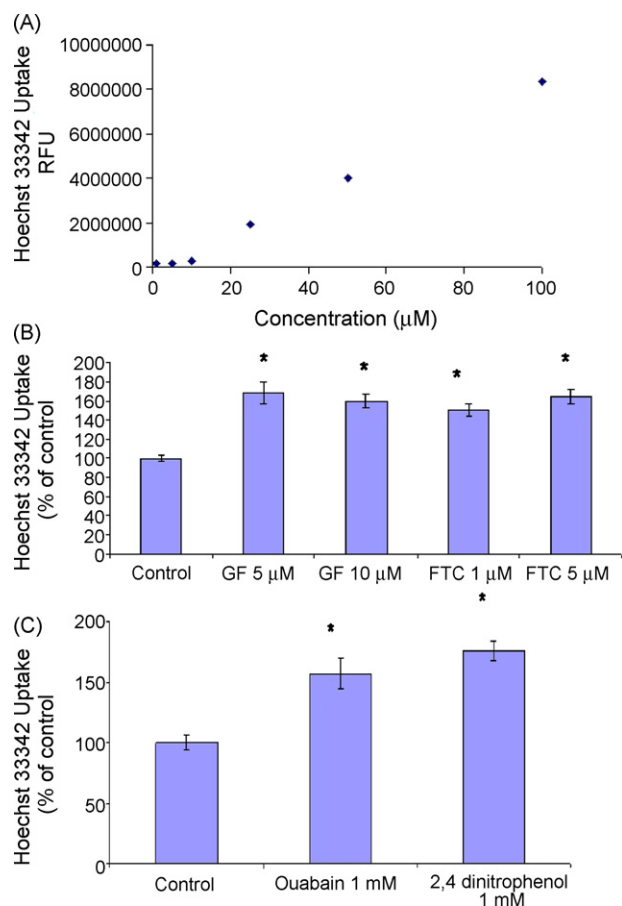 (A)
Hoechst 33342 Uptake
RFU
10000000
8000000
6000000
4000000
2000000
0
0 20 40 60 80 100
Concentration (μM)
(B)
Hoechst 33342 Uptake
(% of control)
200
180
160
140
120
100
80
60
40
20
0
* * * *
Control GF 5 μM GF 10 μM FTC 1 μM FTC 5 μM
(C)
Hoechst 33342 Uptake
(% of control)
200
150
100
50
0
* *
Control Ouabain 1 mM 2,4 dinitrophenol
1 mM